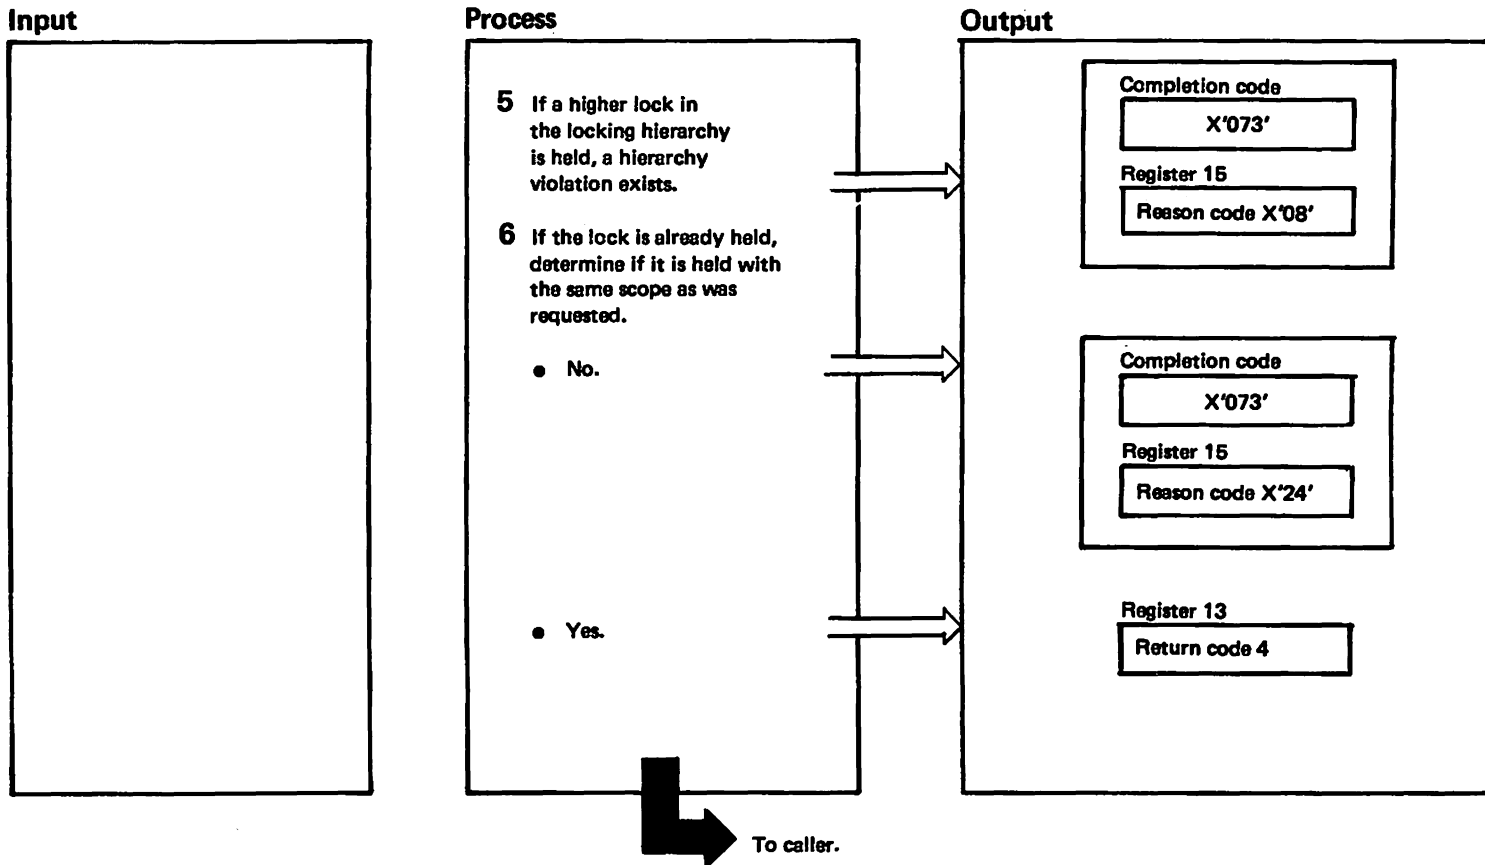 Input
Process
Output
5 If a higher lock in
the locking hierarchy
is held, a hierarchy
violation exists.
6 If the lock is already held,
determine if it is held with
the same scope as was
requested.
• No.
• Yes.
To caller.
Completion code
X'073'
Register 15
Reason code X'08'
Completion code
X'073'
Register 15
Reason code X'24'
Register 13
Return code 4